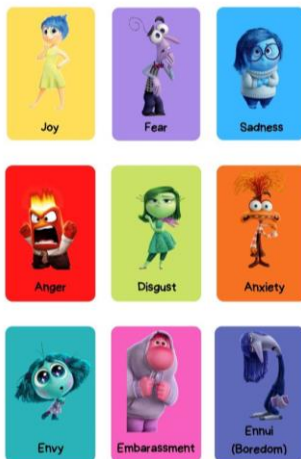 Joy
Fear
Sadness
Anger
Disgust
Anxiety
Envy
Embarassment
Ennui
(Boredom)